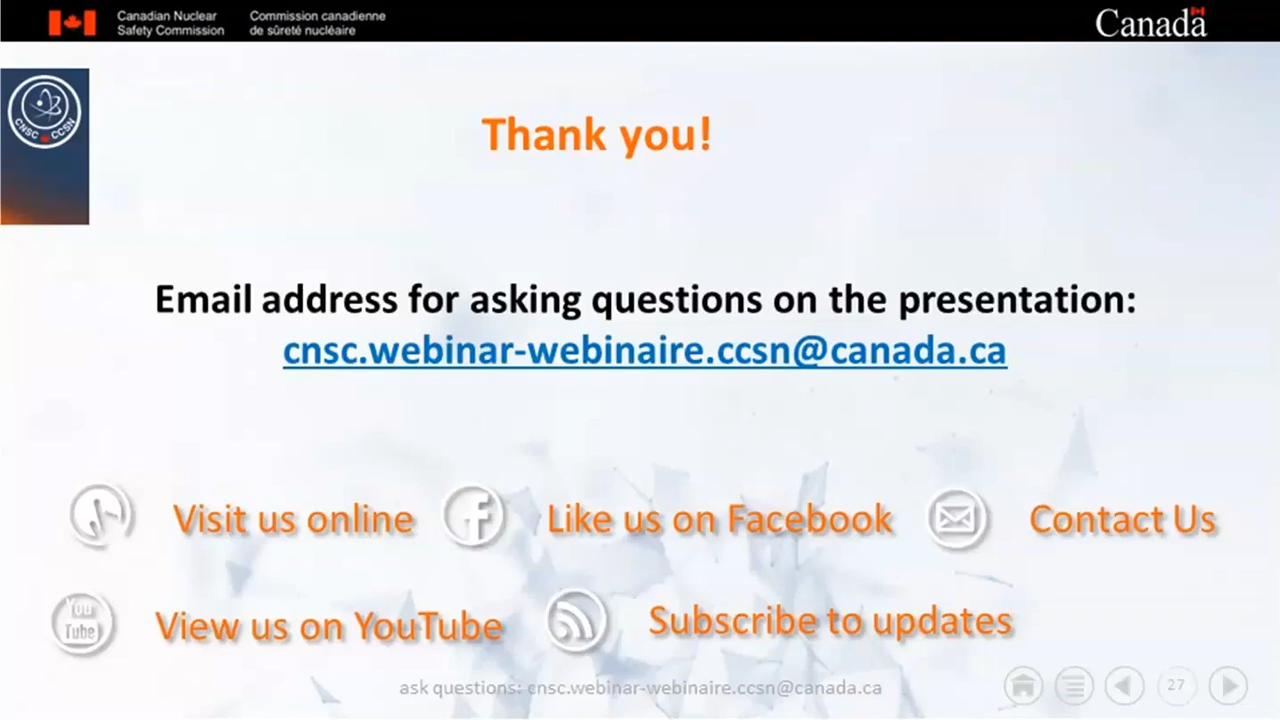 Canadian Nuclear
Safety Commission
Commission canadienne
de sûreté nucléaire
Canada
CNSC CCSN
Thank you!
Email address for asking questions on the presentation:
cnsc.webinar-webinaire.ccsn@canada.ca
Visit us online
Like us on Facebook
Contact Us
You
Tube
View us on YouTube
Subscribe to updates
ask questions: cnsc.webinar-webinaire.ccsn@canada.ca
27